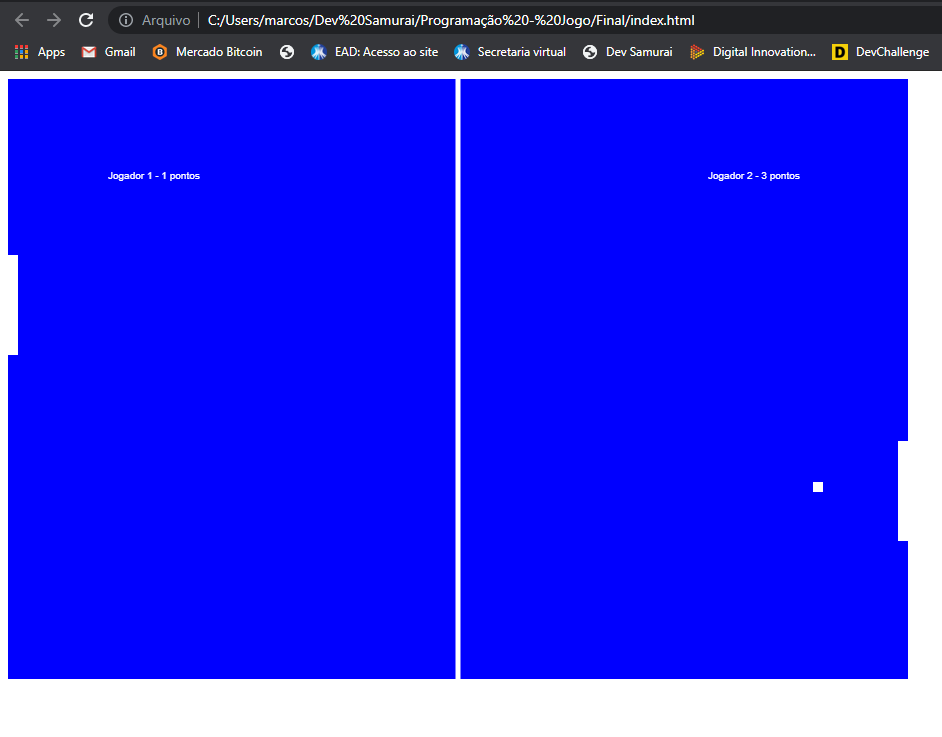 Arquivo | C:/Users/marcos/Dev%20Samurai/Programação%20-%20Jogo/Final/index.html
Apps Gmail Mercado Bitcoin EAD: Acesso ao site Secretaria virtual Dev Samurai Digital Innovation... D DevChallenge
Jogador 1 - 1 pontos Jogador 2 - 3 pontos